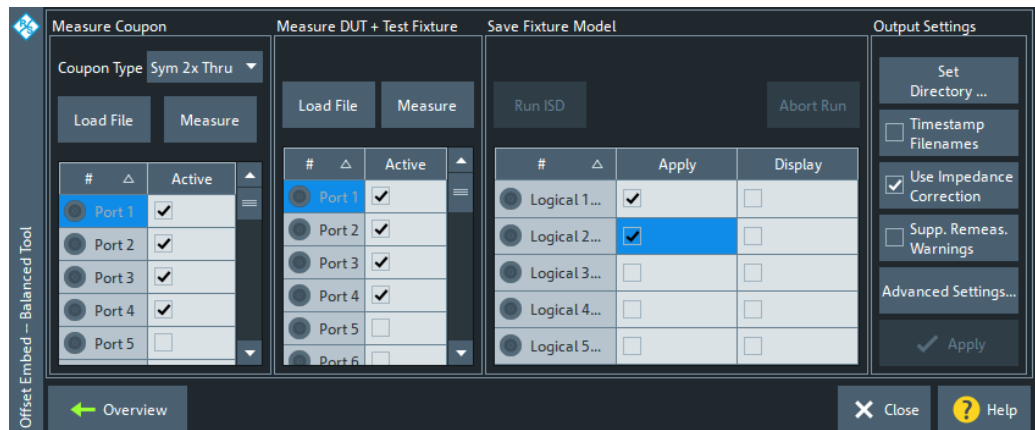 Offset Embed – Balanced Tool
Measure Coupon
Coupon Type Sym 2x Thru
Load File
Measure
# Active
Port 1
Port 2
Port 3
Port 4
Port 5
Measure DUT + Test Fixture
Load File
Measure
# Active
Port 1
Port 2
Port 3
Port 4
Port 5
Port 6
Save Fixture Model
Run ISD
Abort Run
# Apply Display
Logical 1...
Logical 2...
Logical 3...
Logical 4...
Logical 5...
Output Settings
Set
Directory ...
Timestamp
Filenames
Use Impedance
Correction
Supp. Remeas.
Warnings
Advanced Settings...
Apply
Overview
Close
? Help